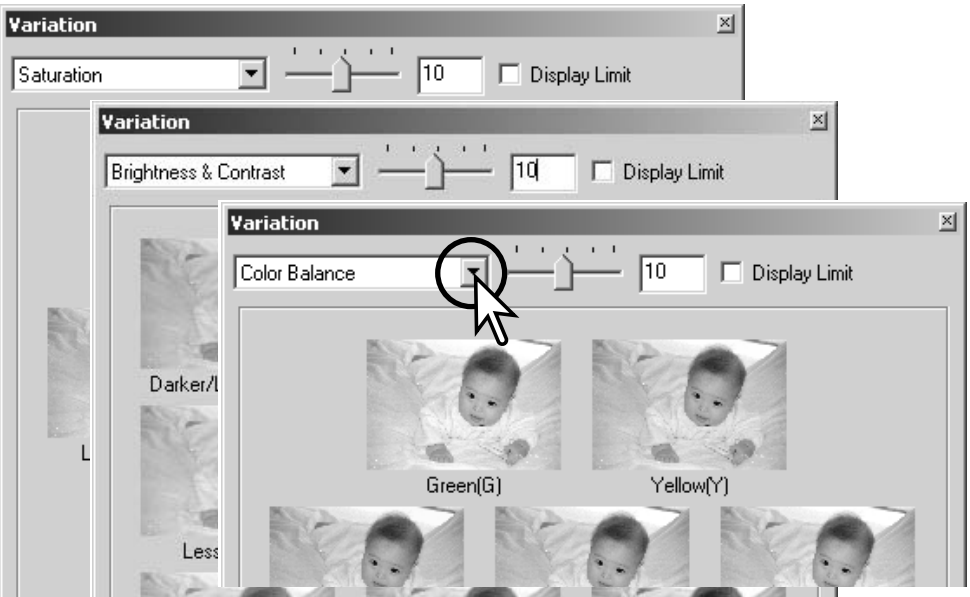 Variation
Saturation 10 Display Limit
Variation
Brightness & Contrast 10 Display Limit
Variation
Color Balance 10 Display Limit
Darker/L
L
Green(G) Yellow(Y)
Less